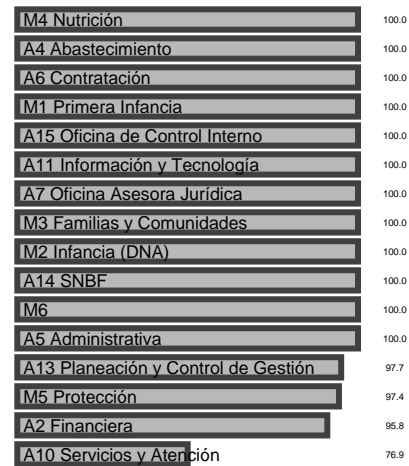 M4 Nutrición 100.0
A4 Abastecimiento 100.0
A6 Contratación 100.0
M1 Primera Infancia 100.0
A15 Oficina de Control Interno 100.0
A11 Información y Tecnología 100.0
A7 Oficina Asesora Jurídica 100.0
M3 Familias y Comunidades 100.0
M2 Infancia (DNA) 100.0
A14 SNBF 100.0
M6 100.0
A5 Administrativa 100.0
A13 Planeación y Control de Gestión 97.7
M5 Protección 97.4
A2 Financiera 95.8
A10 Servicios y Atención 76.9